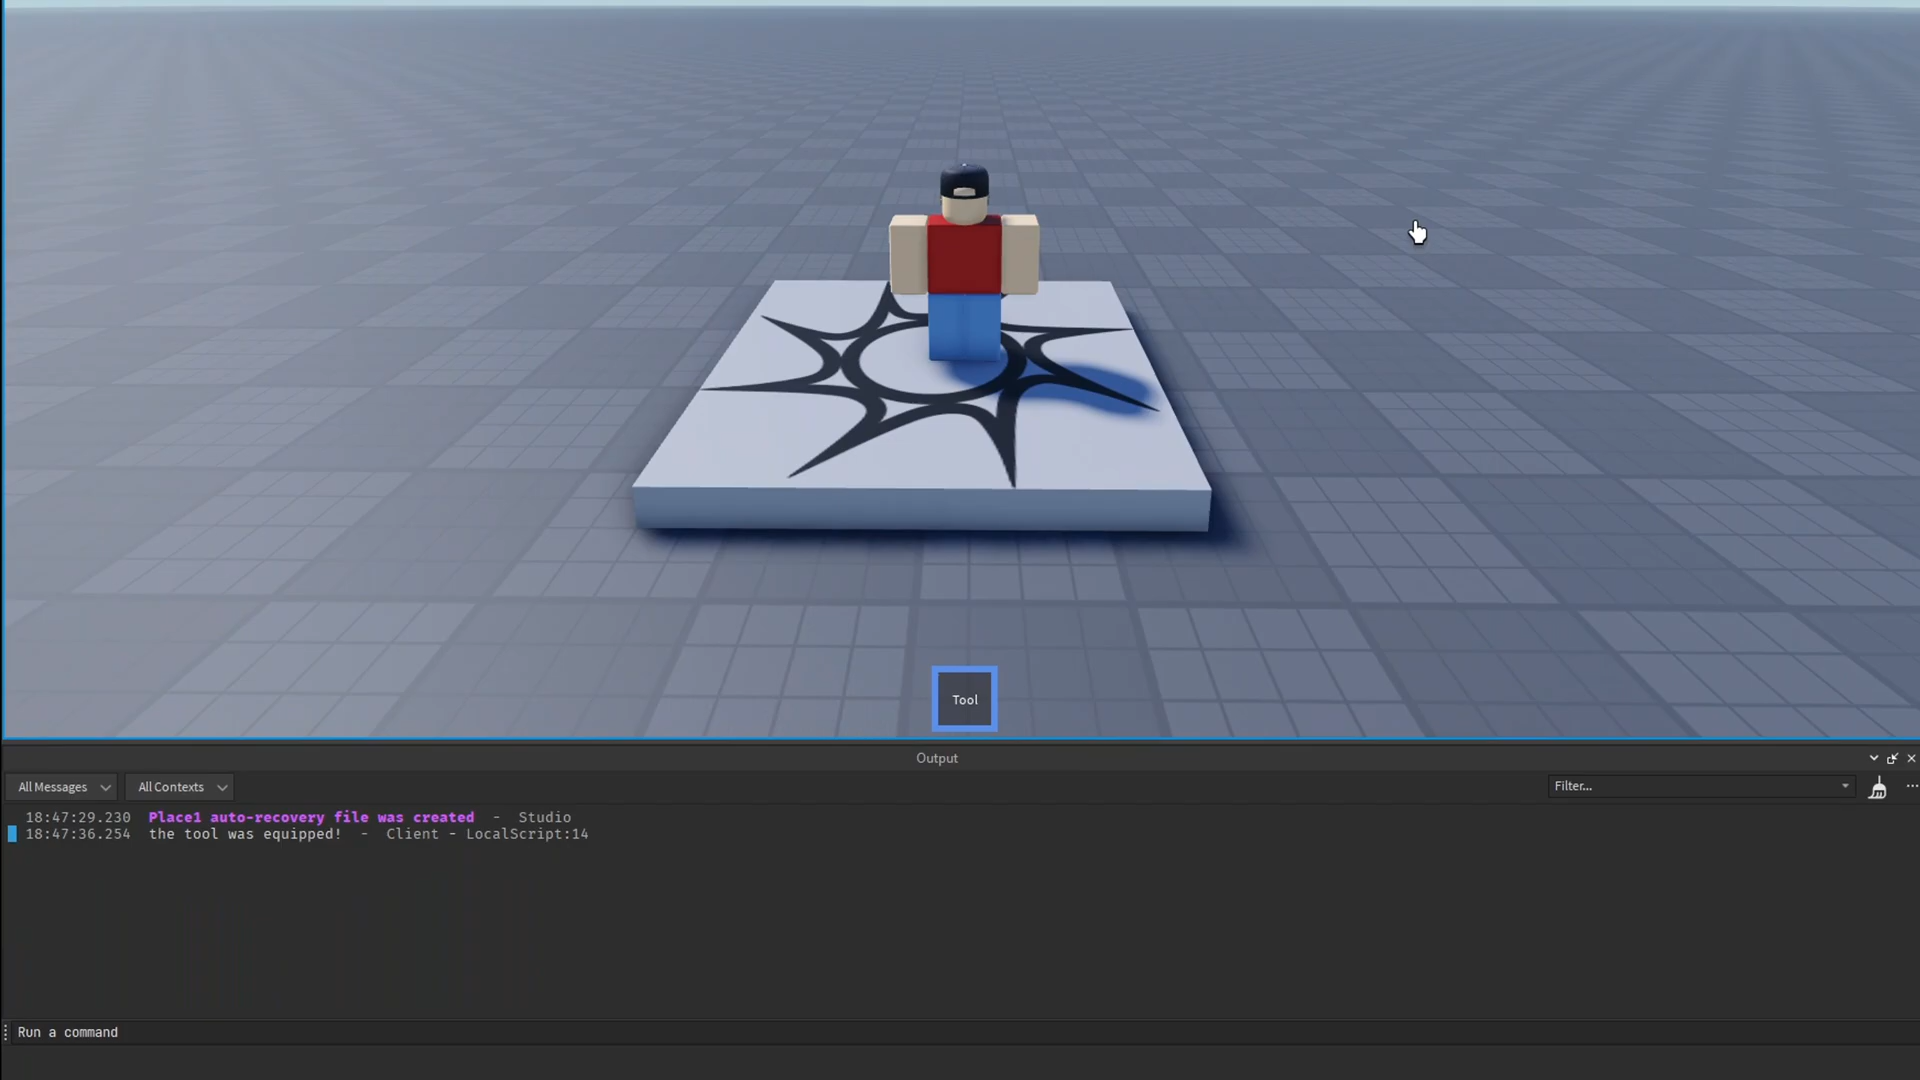 Tool
Output
All Messages All Contexts Filter...
18:47:29.230 Place1 auto-recovery file was created - Studio
18:47:36.254 the tool was equipped! - Client - LocalScript:14
Run a command